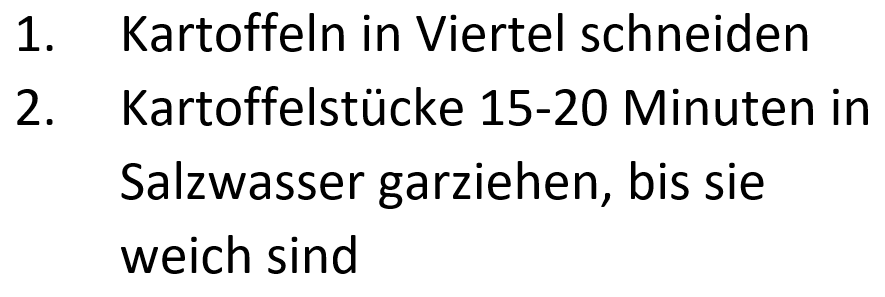 1. Kartoffeln in Viertel schneiden
2. Kartoffelstücke 15-20 Minuten in
Salzwasser garziehen, bis sie
weich sind